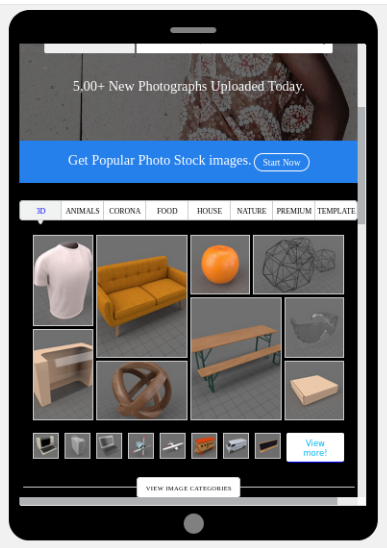 5,00+ New Photographs Uploaded Today.
Get Popular Photo Stock images. Start Now
3D ANIMALS CORONA FOOD HOUSE NATURE PREMIUM TEMPLATE
View
more!
VIEW IMAGE CATEGORIES